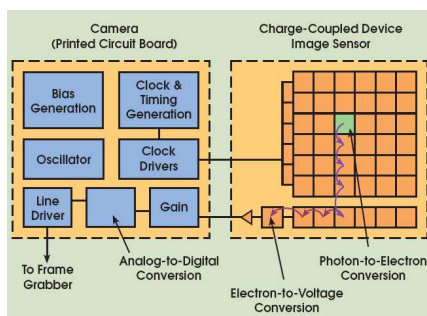 Camera
(Printed Circuit Board)
Charge-Coupled Device
Image Sensor
Bias
Generation
Clock &
Timing
Generation
Oscillator
Clock
Drivers
Line
Driver
Gain
To Frame
Grabber
Analog-to-Digital
Conversion
Photon-to-Electron
Conversion
Electron-to-Voltage
Conversion